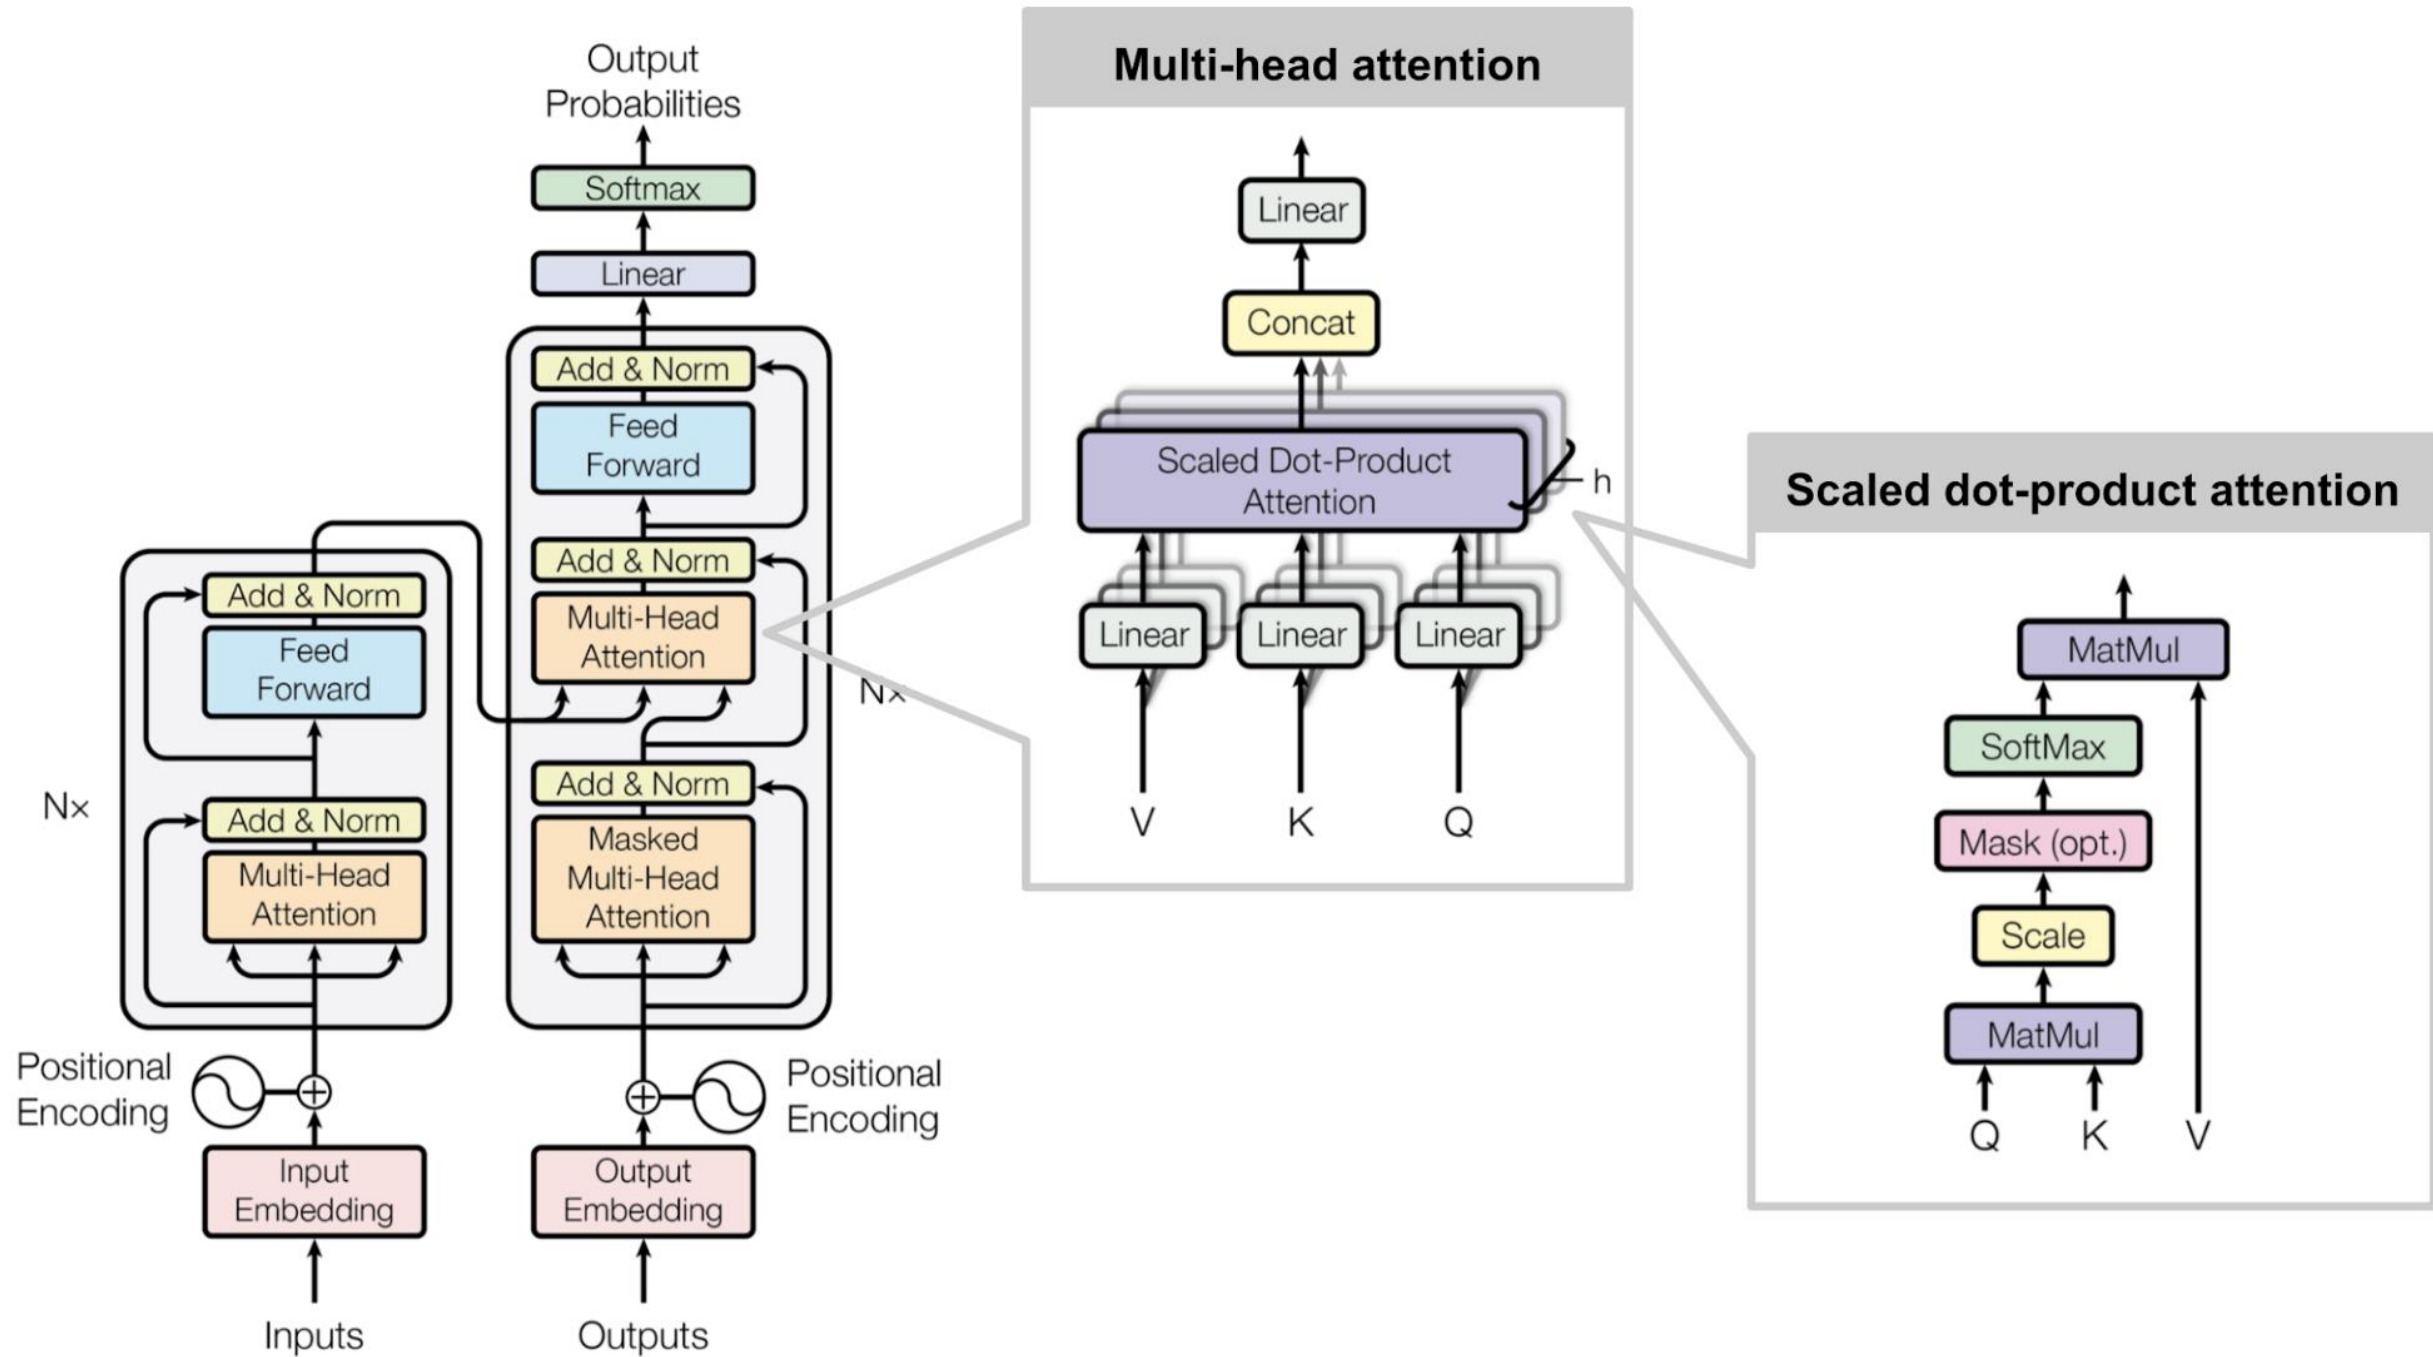 Output
Probabilities
Softmax
Linear
Add & Norm
Feed
Forward
Add & Norm
Multi-Head
Attention
Nx
Add & Norm
Masked
Multi-Head
Attention
Positional
Encoding
Output
Embedding
Outputs
Add & Norm
Feed
Forward
Nx
Add & Norm
Multi-Head
Attention
Positional
Encoding
Input
Embedding
Inputs
Multi-head attention
Linear
Concat
Scaled Dot-Product
Attention
h
Linear Linear Linear
V K Q
Scaled dot-product attention
MatMul
SoftMax
Mask (opt.)
Scale
MatMul
Q K V